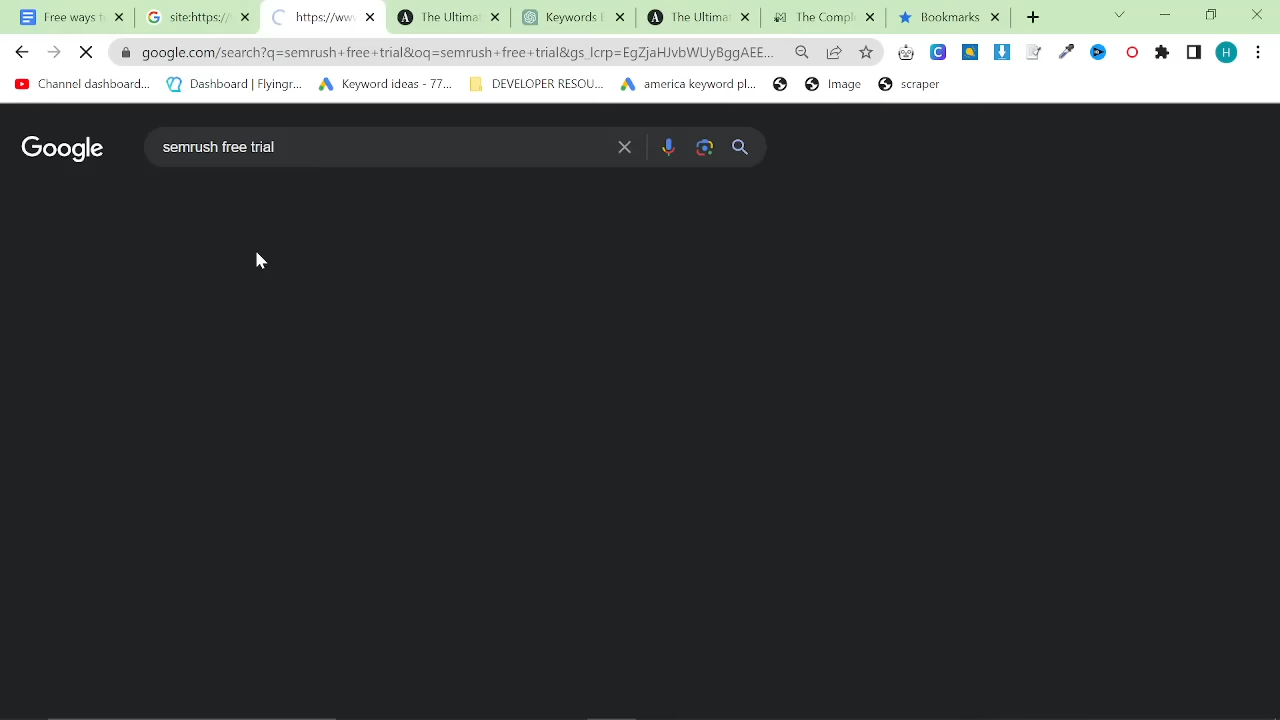 Free ways t
site:https://
https://ww
The Ultimat
Keywords L
The Ultimat
The Compl
Bookmarks
google.com/search?q=semrush+free+trial&oq=semrush+free+trial&gs_lcrp=EgZjaHJvbWUyBggAEE...
H
Channel dashboard...
Dashboard | Flyingr...
Keyword ideas - 77...
DEVELOPER RESOU...
america keyword pl...
Image
scraper
Google
semrush free trial